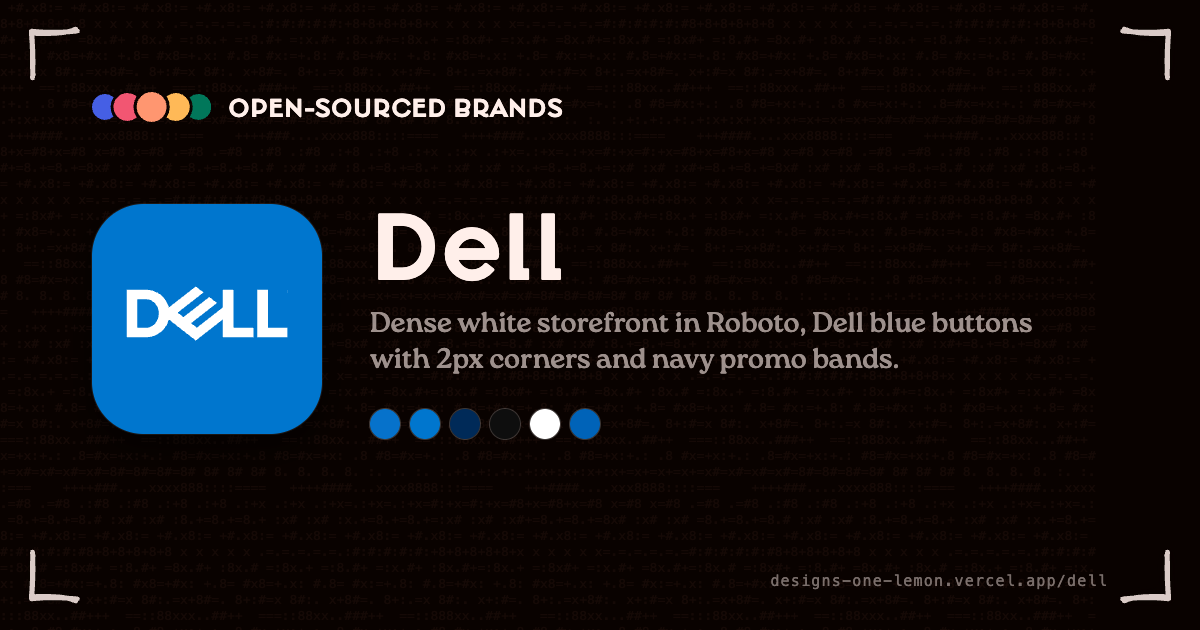 OPEN-SOURCED BRANDS
DELL
Dell
Dense white storefront in Roboto, Dell blue buttons
with 2px corners and navy promo bands.
designs-one-lemon.vercel.app/dell